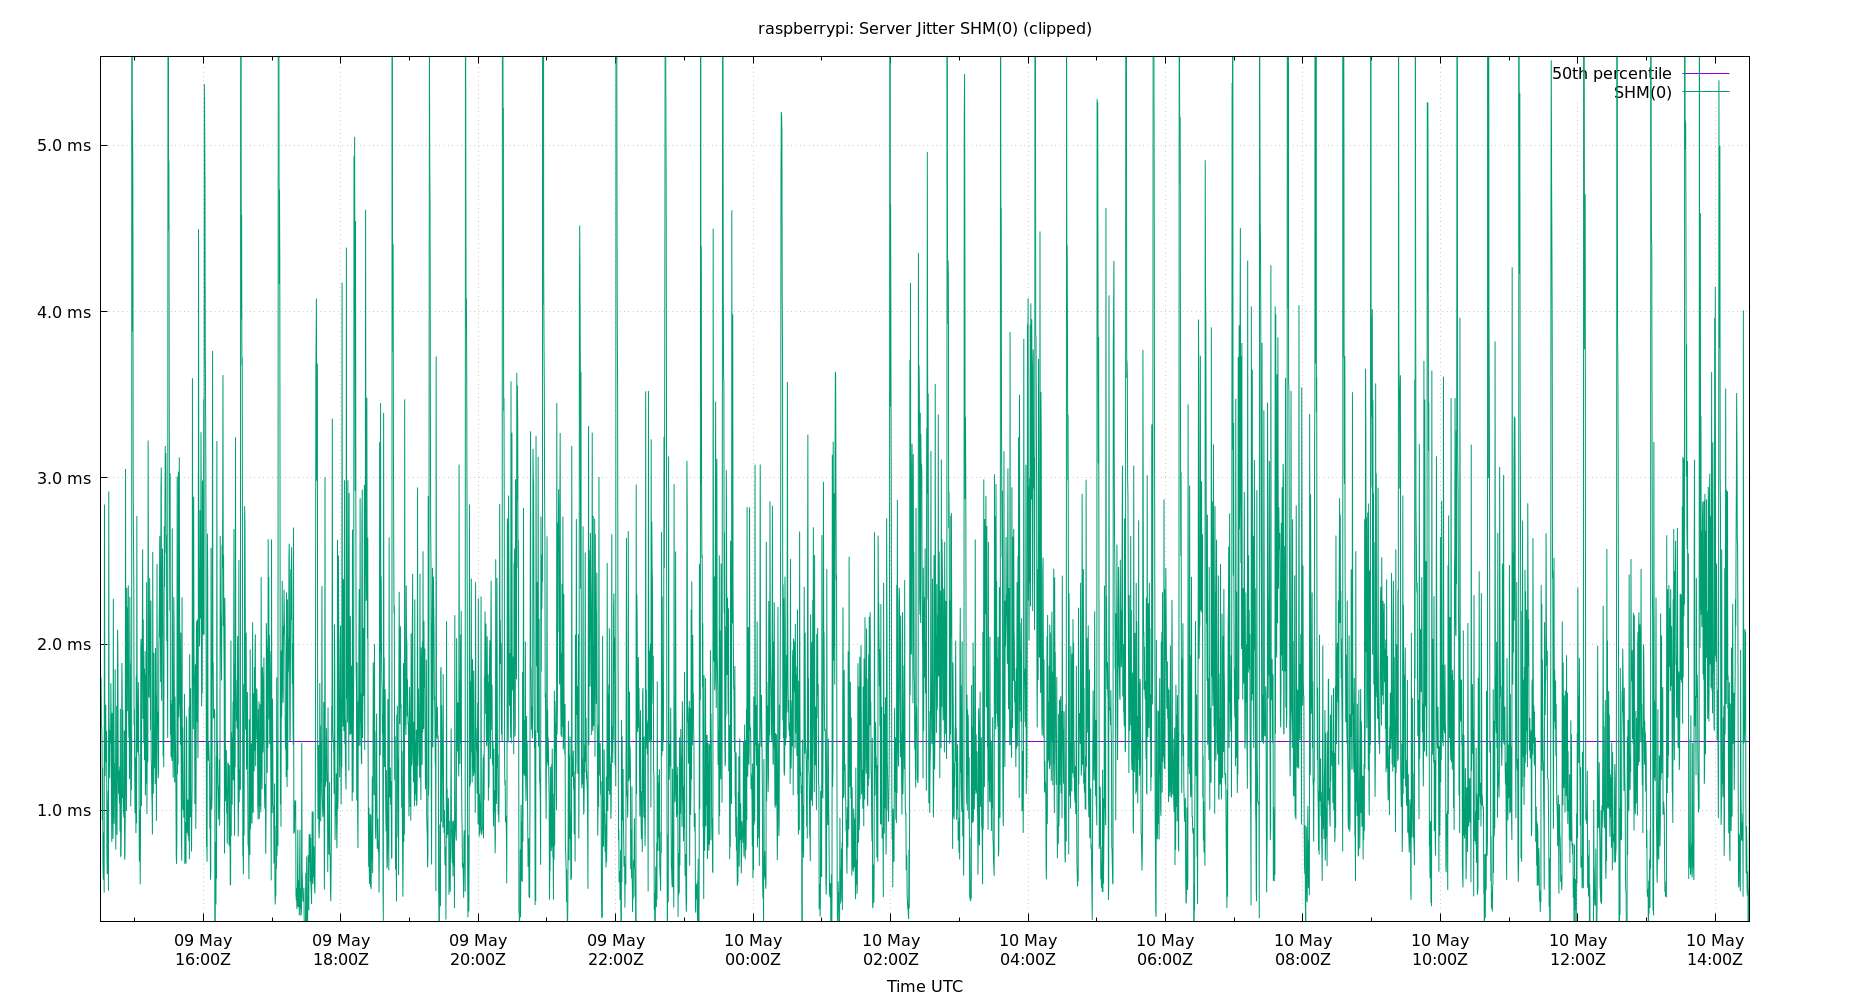 raspberrypi: Server Jitter SHM(0) (clipped)
50th percentile
SHM(0)
5.0 ms
4.0 ms
3.0 ms
2.0 ms
1.0 ms
09 May 09 May 09 May 09 May 10 May 10 May 10 May 10 May 10 May 10 May 10 May 10 May
16:00Z 18:00Z 20:00Z 22:00Z 00:00Z 02:00Z 04:00Z 06:00Z 08:00Z 10:00Z 12:00Z 14:00Z
Time UTC